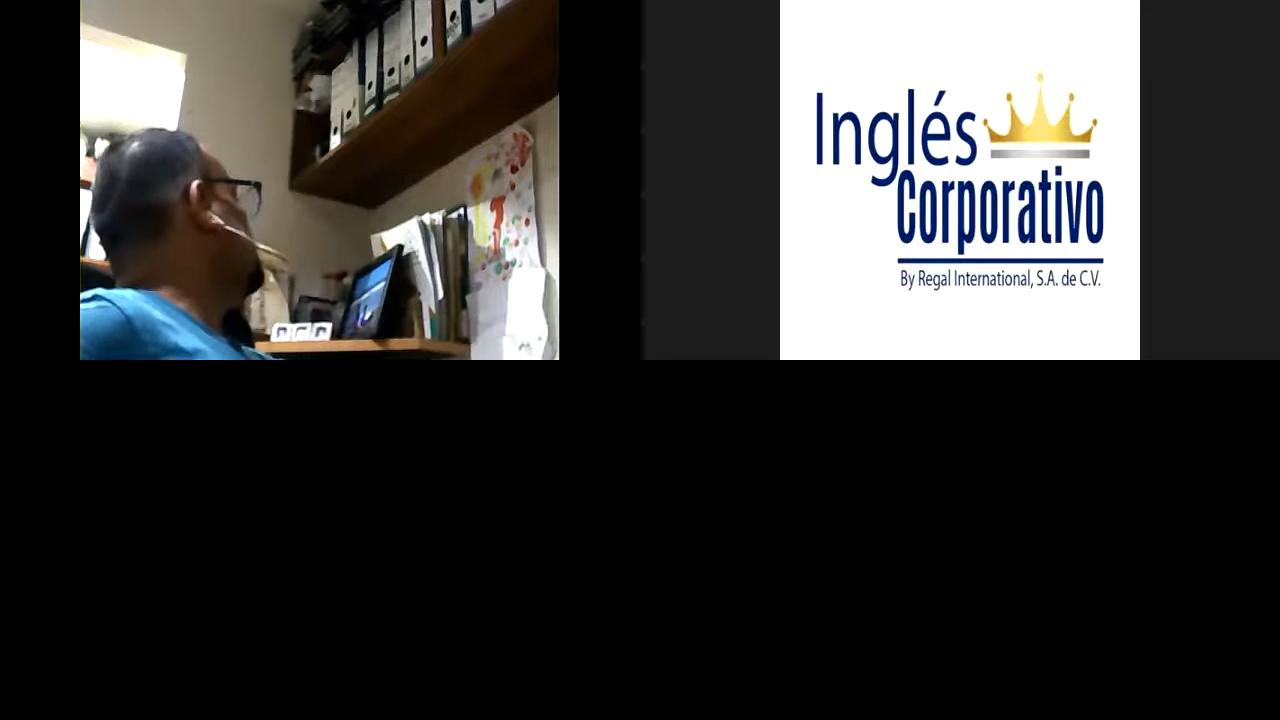 Inglés
Corporativo
By Regal International, S.A. de C.V.